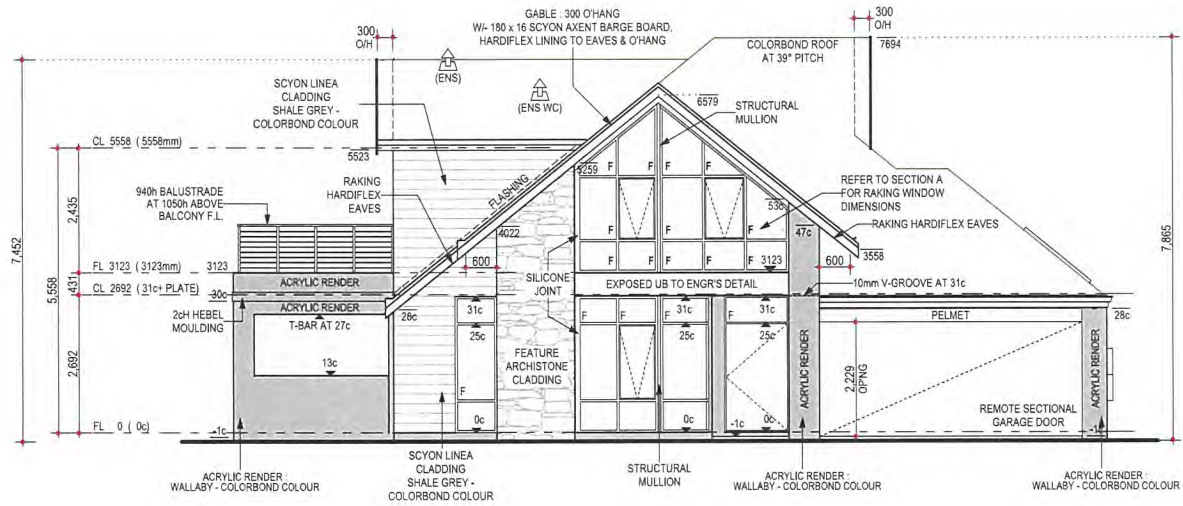 GABLE : 300 O'HANG
W/- 180 x 16 SCYON AXENT BARGE BOARD,
HARDIFLEX LINING TO EAVES & O'HANG
300
O/H
300
O/H
COLORBOND ROOF
AT 39° PITCH
7694
(ENS)
(ENS WC)
SCYON LINEA
CLADDING
SHALE GREY -
COLORBOND COLOUR
6579
STRUCTURAL
MULLION
CL 5558 ( 5558mm)
5523
5259
FLASHING
RAKING
HARDIFLEX
EAVES
940h BALUSTRADE
AT 1050h ABOVE
BALCONY F.L.
F F F F
F F F F
REFER TO SECTION A
FOR RAKING WINDOW
DIMENSIONS
RAKING HARDIFLEX EAVES
53c
47c
4022
3558
600
600
7,452
5,558
2,435
431
2,692
7,865
FL 3123 (3123mm)
3123
3123
ACRYLIC RENDER
SILICONE
JOINT
EXPOSED UB TO ENGR'S DETAIL
10mm V-GROOVE AT 31c
CL 2692 (31c+ PLATE)
30c
ACRYLIC RENDER
2cH HEBEL
MOULDING
T-BAR AT 27c
28c
31c
31c
31c
F F F F
PELMET
28c
25c
25c
25c
13c
FEATURE
ARCHISTONE
CLADDING
F
ACRYLIC RENDER
2,229
OPNG
ACRYLIC RENDER
REMOTE SECTIONAL
GARAGE DOOR
FL 0 ( 0c)
-1c
0c
0c
-1c
0c
ACRYLIC RENDER :
WALLABY - COLORBOND COLOUR
SCYON LINEA
CLADDING
SHALE GREY -
COLORBOND COLOUR
STRUCTURAL
MULLION
ACRYLIC RENDER :
WALLABY - COLORBOND COLOUR
ACRYLIC RENDER :
WALLABY - COLORBOND COLOUR